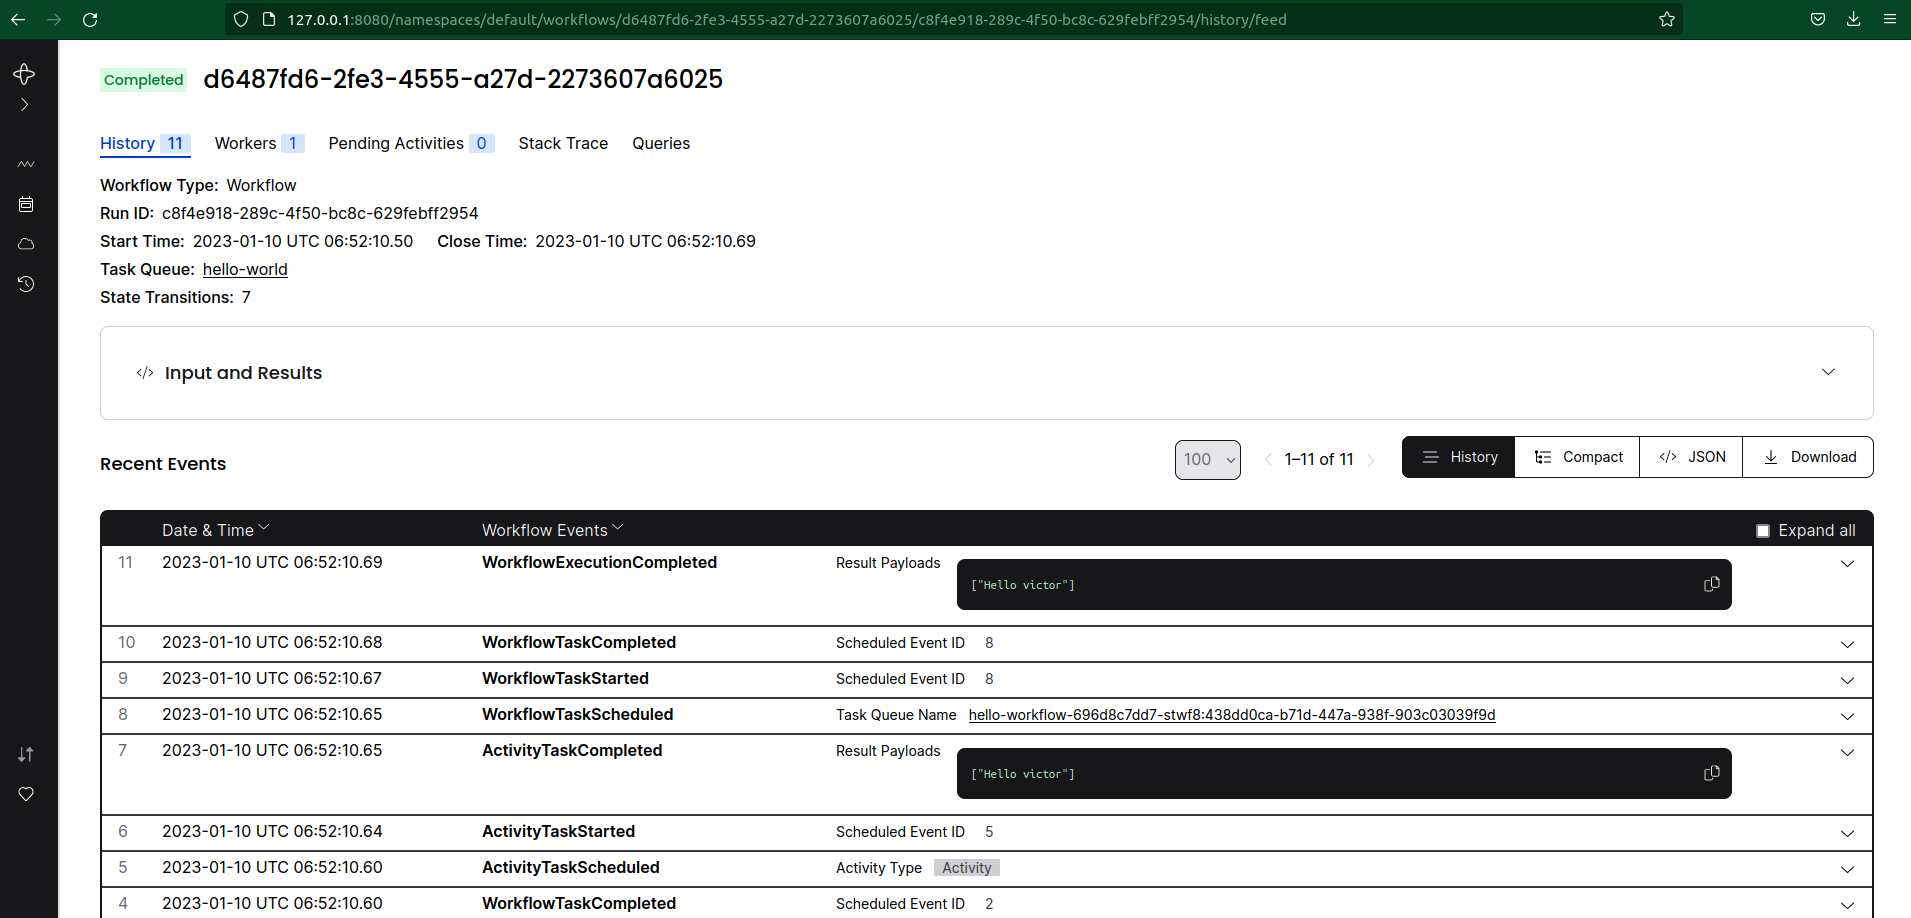 127.0.0.1:8080/namespaces/default/workflows/d6487fd6-2fe3-4555-a27d-2273607a6025/c8f4e918-289c-4f50-bc8c-629febff2954/history/feed
Completed d6487fd6-2fe3-4555-a27d-2273607a6025
History 11 Workers 1 Pending Activities 0 Stack Trace Queries
Workflow Type: Workflow
Run ID: c8f4e918-289c-4f50-bc8c-629febff2954
Start Time: 2023-01-10 UTC 06:52:10.50 Close Time: 2023-01-10 UTC 06:52:10.69
Task Queue: hello-world
State Transitions: 7
</> Input and Results
Recent Events 100 1–11 of 11 History Compact </> JSON Download
Date & Time Workflow Events Expand all
11 2023-01-10 UTC 06:52:10.69 WorkflowExecutionCompleted Result Payloads ["Hello victor"]
10 2023-01-10 UTC 06:52:10.68 WorkflowTaskCompleted Scheduled Event ID 8
9 2023-01-10 UTC 06:52:10.67 WorkflowTaskStarted Scheduled Event ID 8
8 2023-01-10 UTC 06:52:10.65 WorkflowTaskScheduled Task Queue Name hello-workflow-696d8c7dd7-stwf8:438dd0ca-b71d-447a-938f-903c03039f9d
7 2023-01-10 UTC 06:52:10.65 ActivityTaskCompleted Result Payloads ["Hello victor"]
6 2023-01-10 UTC 06:52:10.64 ActivityTaskStarted Scheduled Event ID 5
5 2023-01-10 UTC 06:52:10.60 ActivityTaskScheduled Activity Type Activity
4 2023-01-10 UTC 06:52:10.60 WorkflowTaskCompleted Scheduled Event ID 2